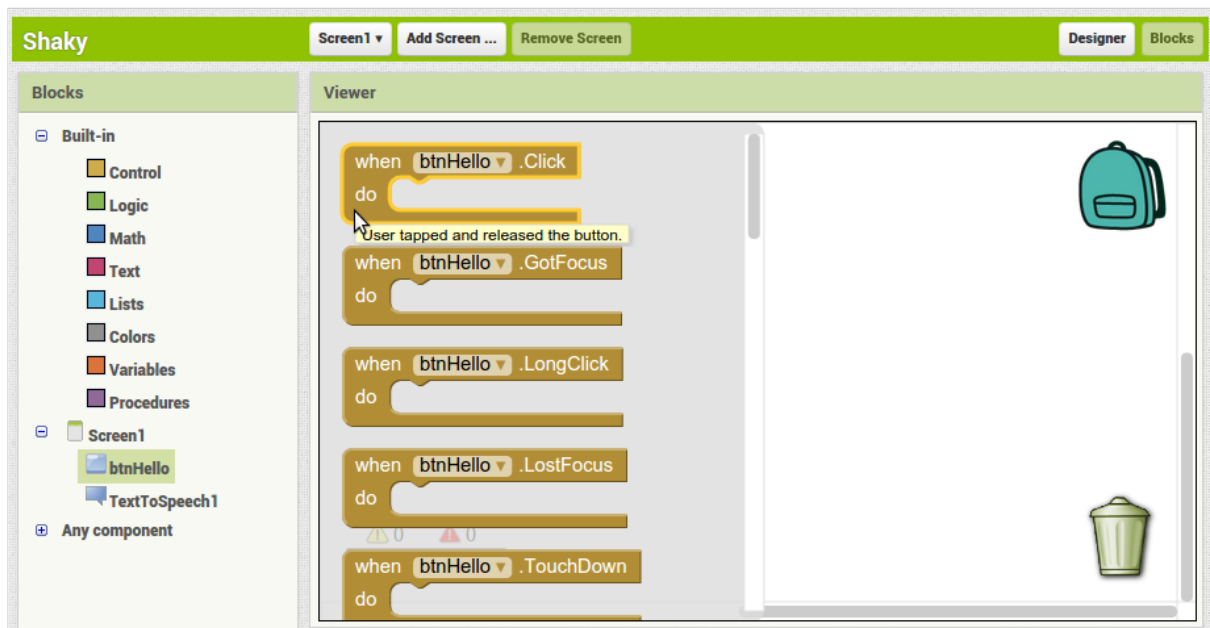 Shaky
Screen1 ▾ Add Screen ... Remove Screen Designer Blocks
Blocks
Viewer
Built-in
Control
Logic
Math
Text
Lists
Colors
Variables
Procedures
Screen1
btnHello
TextToSpeech1
Any component
when btnHello ▾ .Click
do
User tapped and released the button.
when btnHello ▾ .GotFocus
do
when btnHello ▾ .LongClick
do
when btnHello ▾ .LostFocus
do
0 0
when btnHello ▾ .TouchDown
do